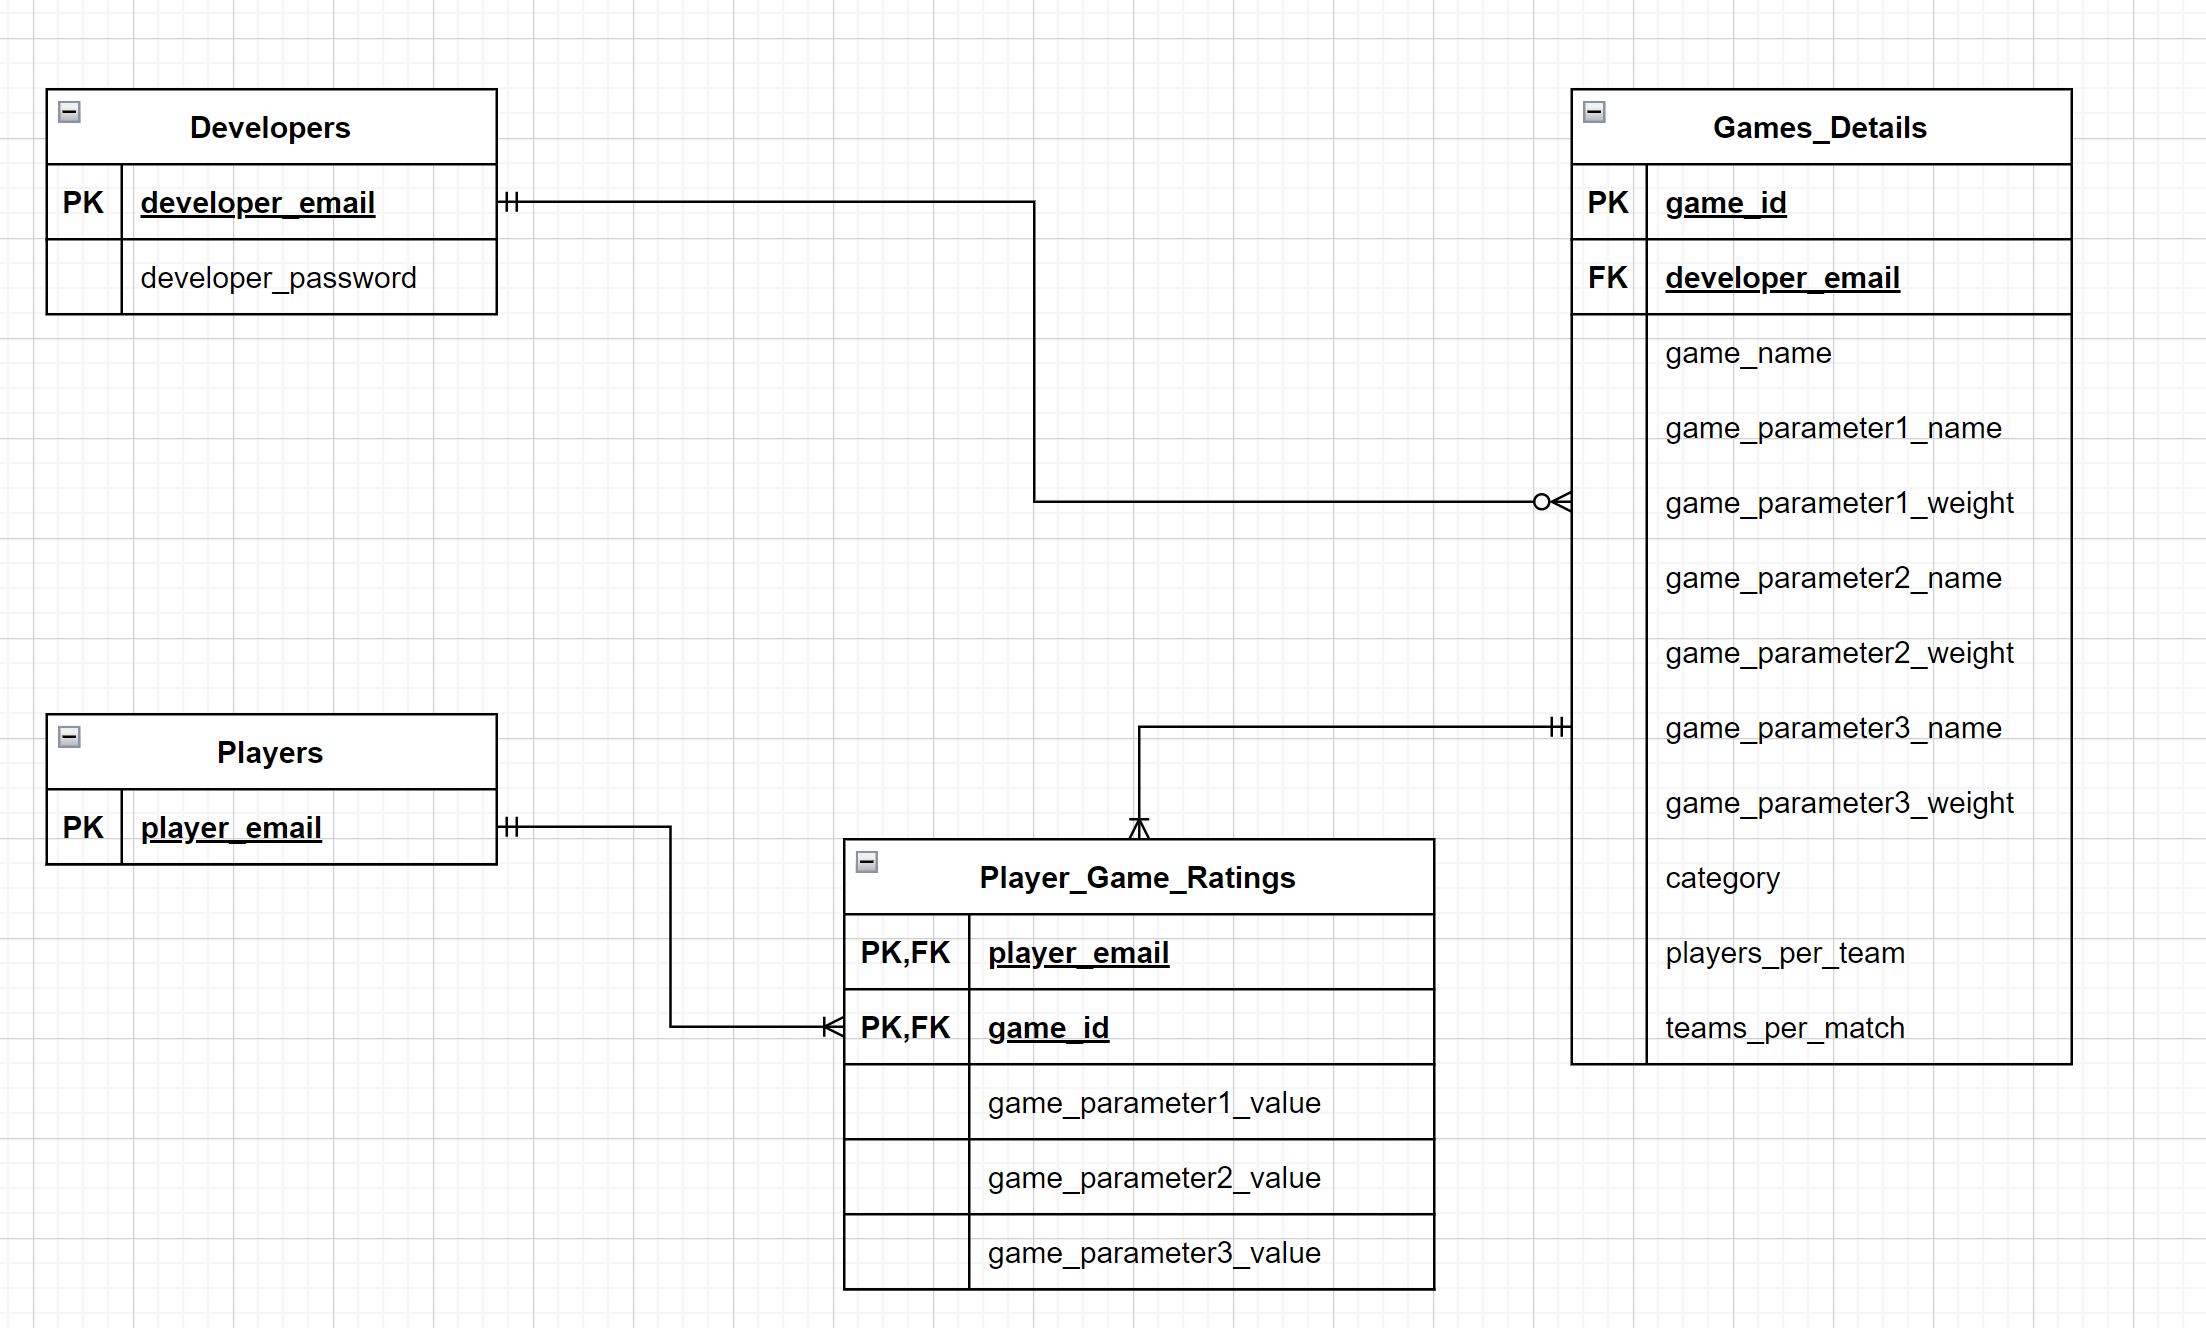 Developers
PK developer_email
developer_password
Games_Details
PK game_id
FK developer_email
game_name
game_parameter1_name
game_parameter1_weight
game_parameter2_name
game_parameter2_weight
game_parameter3_name
game_parameter3_weight
category
players_per_team
teams_per_match
Players
PK player_email
Player_Game_Ratings
PK,FK player_email
PK,FK game_id
game_parameter1_value
game_parameter2_value
game_parameter3_value